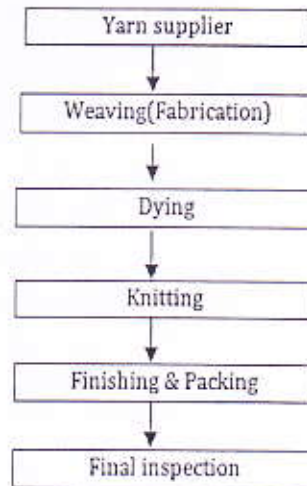 Yarn supplier
Weaving(Fabrication)
Dying
Knitting
Finishing & Packing
Final inspection